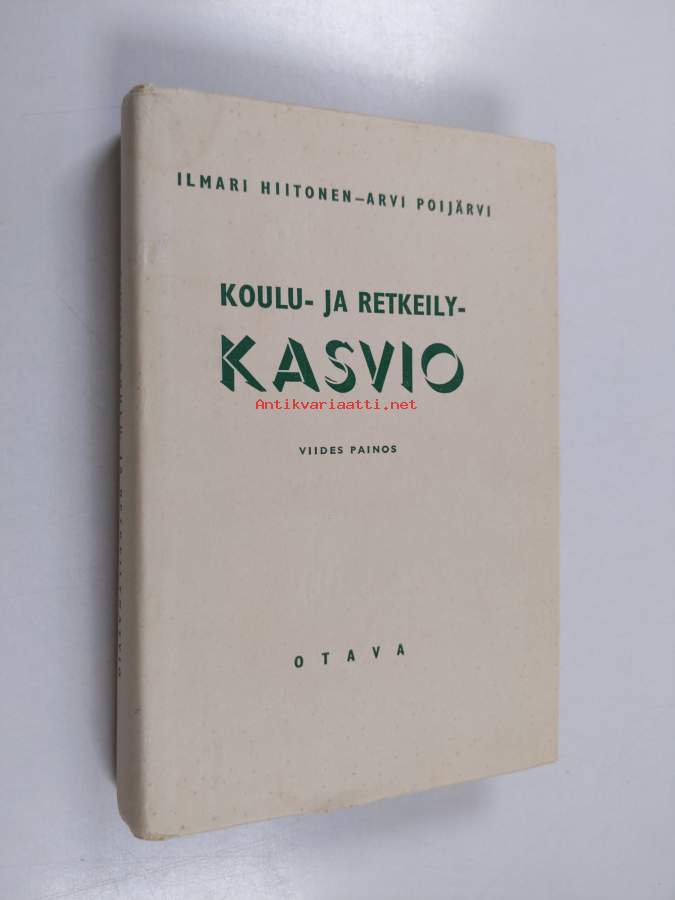 ILMARI HIITONEN–ARVI POIJÄRVI
KOULU- JA RETKEILY-
KASVIO
Antikvariaatti.net
VIIDES PAINOS
OTAVA